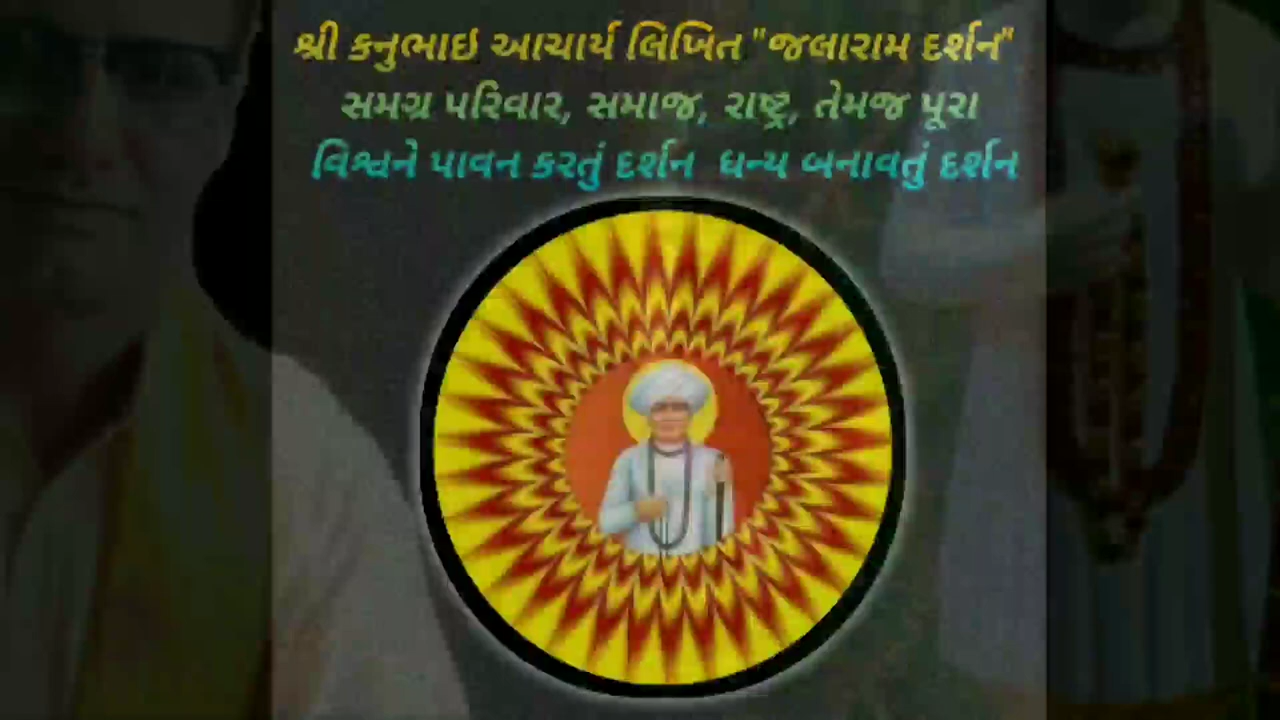 શ્રી કનુભાઇ આચાર્ય લિખિત "જલારામ દર્શન"
સમગ્ર પરિવાર, સમાજ, રાષ્ટ્ર, તેમજ પૂરા
વિશ્વને પાવન કરતું દર્શન ધન્ય બનાવતું દર્શન